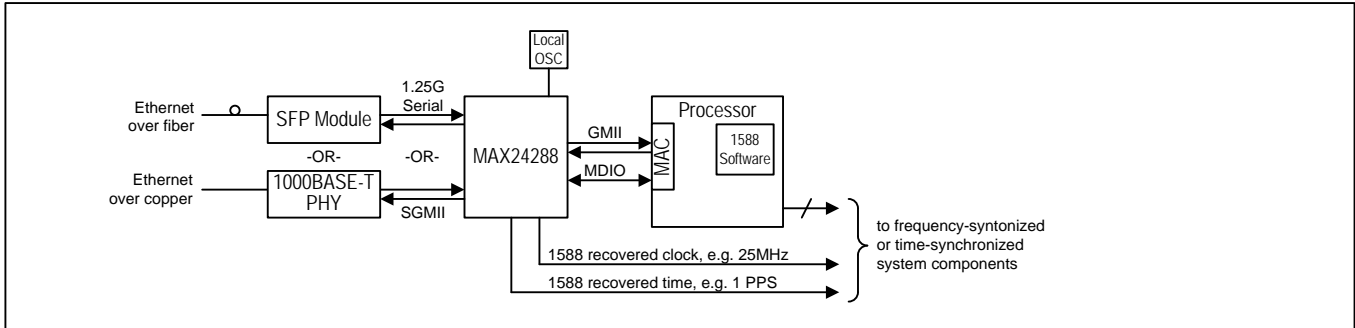 Local
OSC
1.25G
Serial
Ethernet
over fiber
SFP Module
Processor
GMII
1588
Software
-OR-
-OR-
MAX24288
MAC
MDIO
Ethernet
over copper
1000BASE-T
PHY
SGMII
to frequency-syntonized
or time-synchronized
system components
1588 recovered clock, e.g. 25MHz
1588 recovered time, e.g. 1 PPS